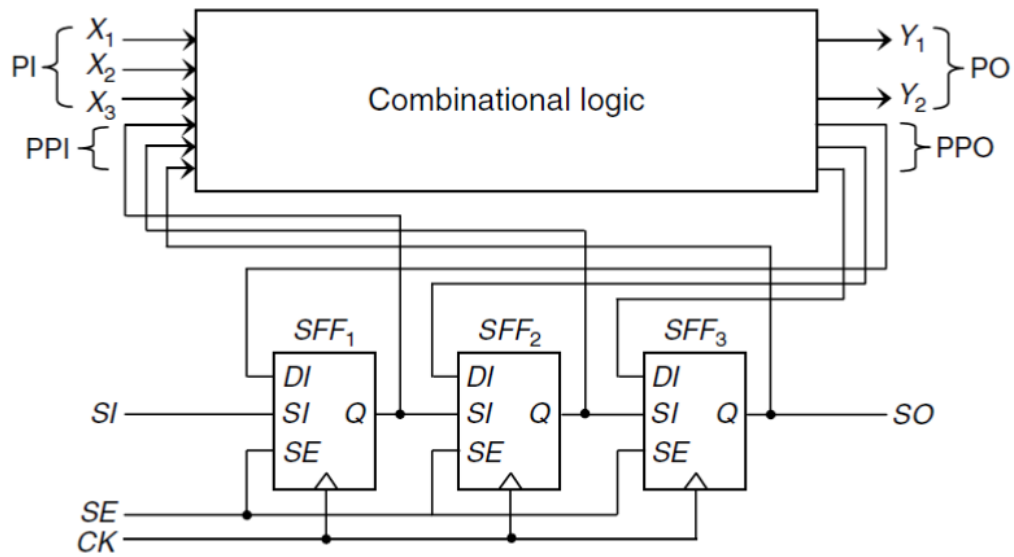 PI
X1
X2
X3
PPI
Combinational logic
Y1
Y2
PO
PPO
SFF1
SFF2
SFF3
DI
DI
DI
SI
SI
Q
SI
Q
SI
Q
SO
SE
SE
SE
SE
CK